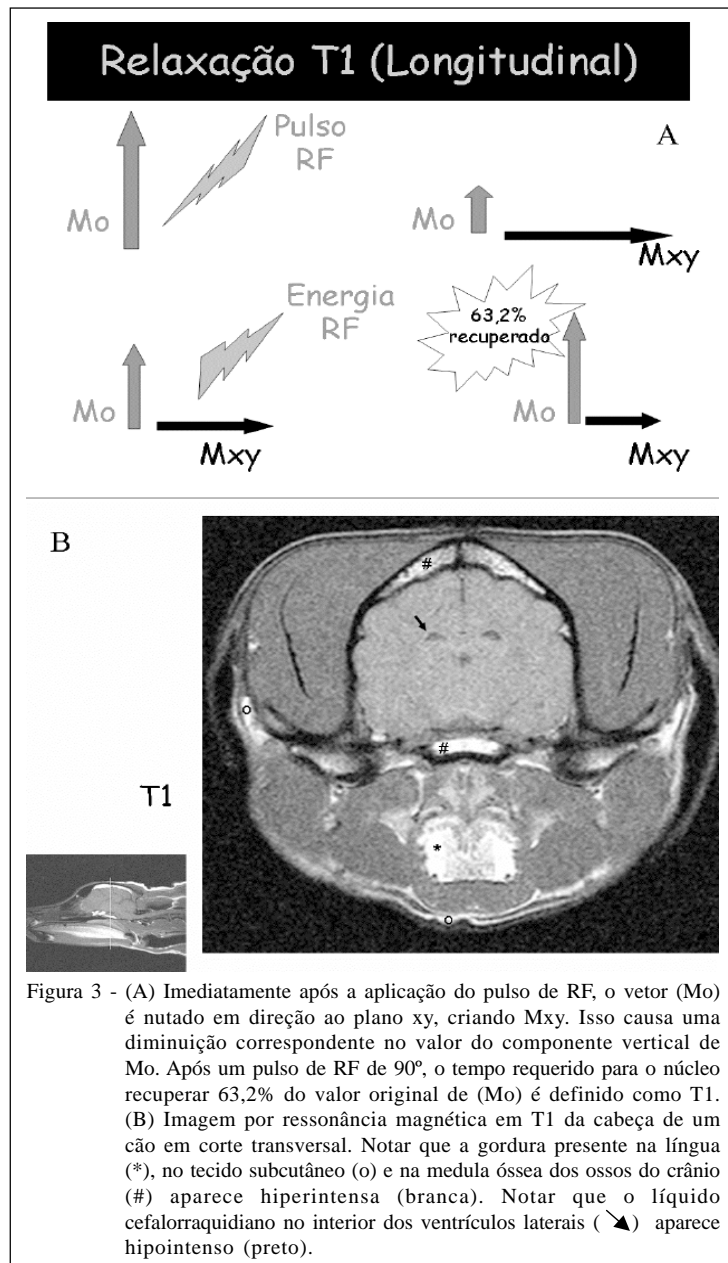 Relaxação T1 (Longitudinal)
Pulso
RF
A
Mo
Mo
Mxy
Energia
RF
63,2%
recuperado
Mo
Mxy
Mo
Mxy
B
#
o
#
T1
*
o
Figura 3 - (A) Imediatamente após a aplicação do pulso de RF, o vetor (Mo)
é nutado em direção ao plano xy, criando Mxy. Isso causa uma
diminuição correspondente no valor do componente vertical de
Mo. Após um pulso de RF de 90º, o tempo requerido para o núcleo
recuperar 63,2% do valor original de (Mo) é definido como T1.
(B) Imagem por ressonância magnética em T1 da cabeça de um
cão em corte transversal. Notar que a gordura presente na língua
(*), no tecido subcutâneo (o) e na medula óssea dos ossos do crânio
(#) aparece hiperintensa (branca). Notar que o líquido
cefalorraquidiano no interior dos ventrículos laterais (↘) aparece
hipointenso (preto).